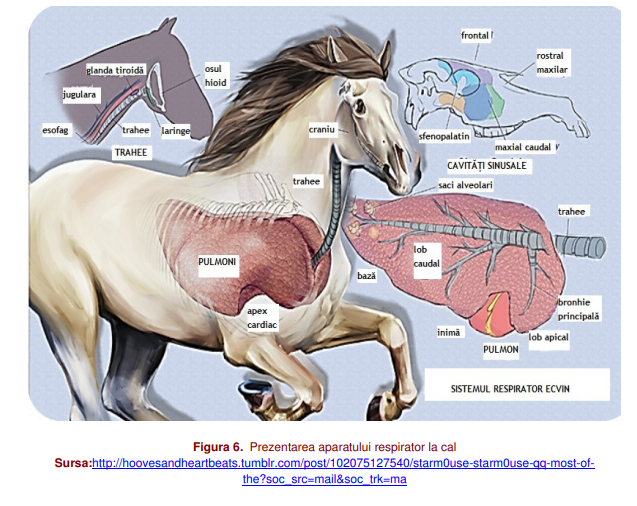 frontal
rostral
maxilar
glanda tiroidă
osul
hioid
jugulara
esofag
trahee
laringe
TRAHEE
craniu
sfenopalatin
maxial caudal
CAVITĂȚI SINUSALE
trahee
saci alveolari
trahee
PULMONI
lob
caudal
bază
apex
cardiac
bronhie
principală
inimă
lob apical
PULMON
SISTEMUL RESPIRATOR ECVIN
Figura 6. Prezentarea aparatului respirator la cal
Sursa:http://hoovesandheartbeats.tumblr.com/post/102075127540/starm0use-starm0use-qq-most-of-
the?soc_src=mail&soc_trk=ma